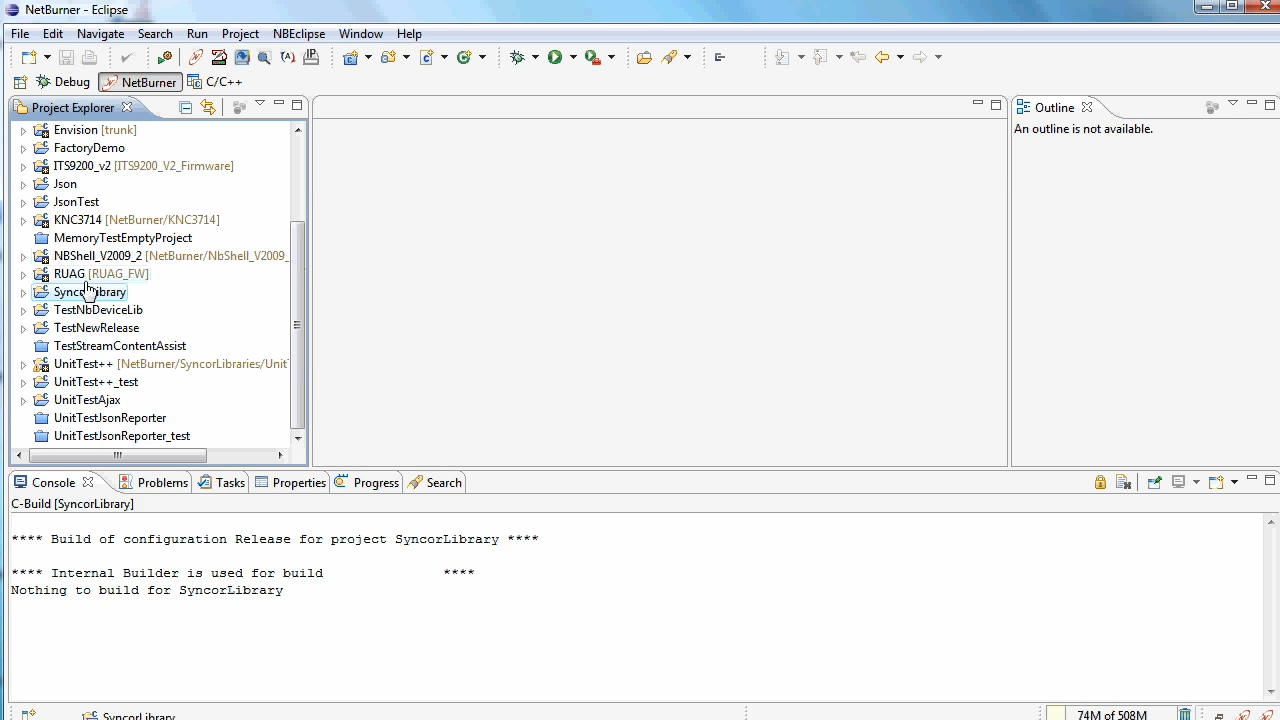 NetBurner - Eclipse
File Edit Navigate Search Run Project NBEclipse Window Help
Debug NetBurner C/C++
Project Explorer
Envision [trunk]
FactoryDemo
ITS9200_v2 [ITS9200_V2_Firmware]
Json
JsonTest
KNC3714 [NetBurner/KNC3714]
MemoryTestEmptyProject
NBShell_V2009_2 [NetBurner/NbShell_V2009_
RUAG [RUAG_FW]
SyncorLibrary
TestNbDeviceLib
TestNewRelease
TestStreamContentAssist
UnitTest++ [NetBurner/SyncorLibraries/Unit
UnitTest++_test
UnitTestAjax
UnitTestJsonReporter
UnitTestJsonReporter_test
Outline
An outline is not available.
Console Problems Tasks Properties Progress Search
C-Build [SyncorLibrary]
**** Build of configuration Release for project SyncorLibrary ****
**** Internal Builder is used for build ****
Nothing to build for SyncorLibrary
SyncorLibrary
74M of 508M